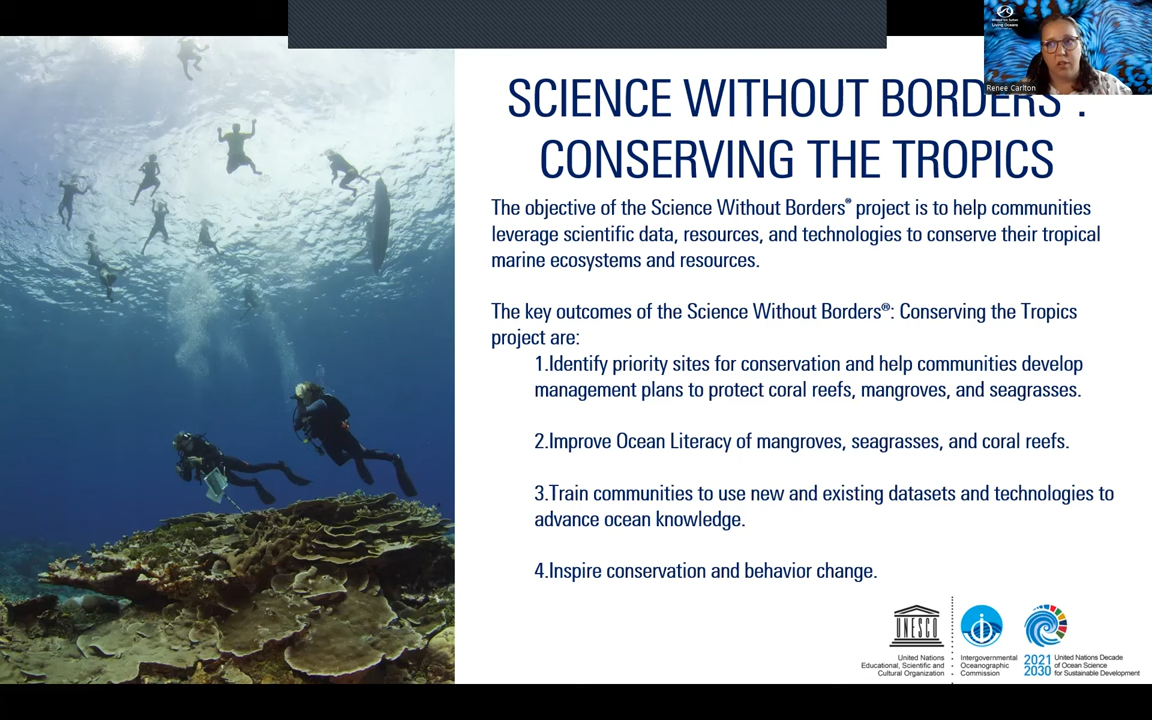 Living Oceans
Renee Carlton
SCIENCE WITHOUT BORDERS :
CONSERVING THE TROPICS
The objective of the Science Without Borders® project is to help communities
leverage scientific data, resources, and technologies to conserve their tropical
marine ecosystems and resources.
The key outcomes of the Science Without Borders®: Conserving the Tropics
project are:
1.Identify priority sites for conservation and help communities develop
management plans to protect coral reefs, mangroves, and seagrasses.
2.Improve Ocean Literacy of mangroves, seagrasses, and coral reefs.
3.Train communities to use new and existing datasets and technologies to
advance ocean knowledge.
4.Inspire conservation and behavior change.
UNESCO
United Nations
Educational, Scientific and
Cultural Organization
Intergovernmental
Oceanographic
Commission
2021
2030
United Nations Decade
of Ocean Science
for Sustainable Development